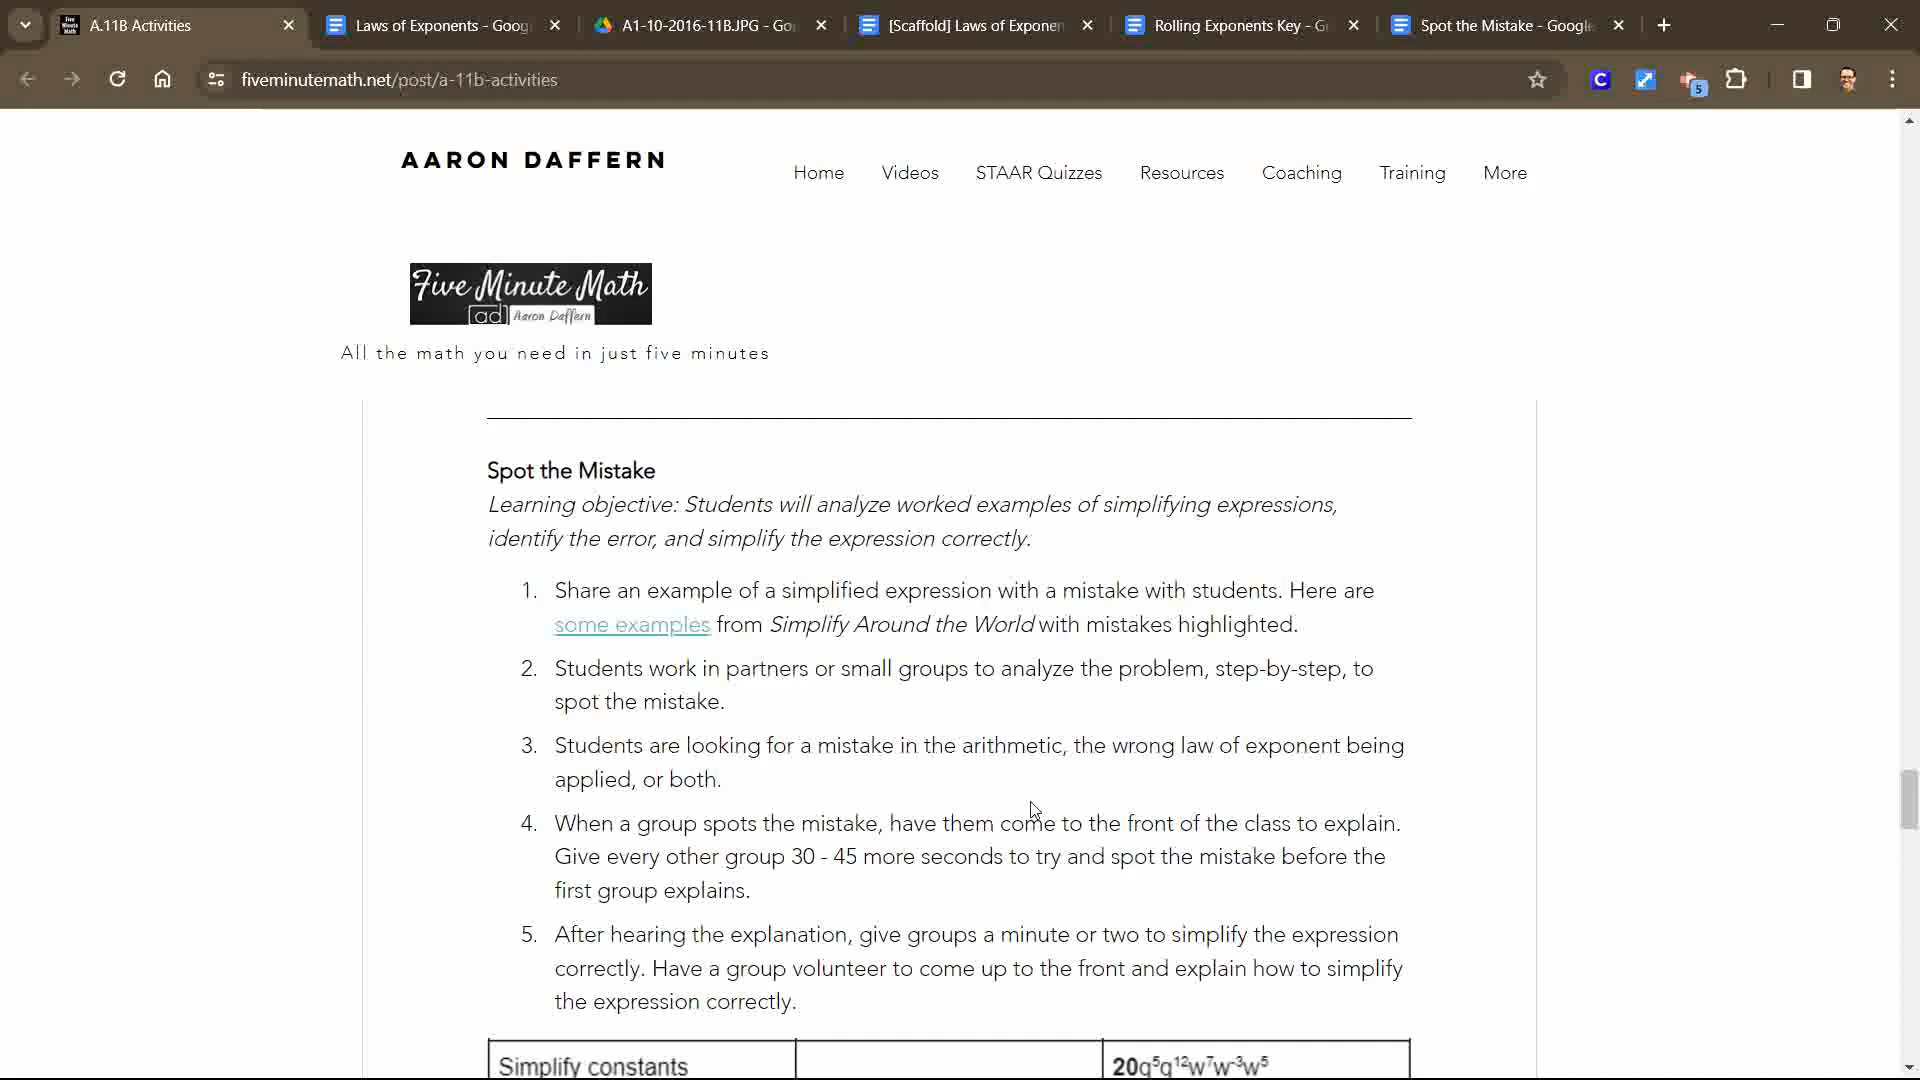 A.11B Activities
Laws of Exponents - Goog
A1-10-2016-11B.JPG - Go
[Scaffold] Laws of Exponen
Rolling Exponents Key - G
Spot the Mistake - Google
fiveminutemath.net/post/a-11b-activities
C
5
AARON DAFFERN
Home Videos STAAR Quizzes Resources Coaching Training More
Five Minute Math
ad Aaron Daffern
All the math you need in just five minutes
Spot the Mistake
Learning objective: Students will analyze worked examples of simplifying expressions,
identify the error, and simplify the expression correctly.
1. Share an example of a simplified expression with a mistake with students. Here are
some examples from Simplify Around the World with mistakes highlighted.
2. Students work in partners or small groups to analyze the problem, step-by-step, to
spot the mistake.
3. Students are looking for a mistake in the arithmetic, the wrong law of exponent being
applied, or both.
4. When a group spots the mistake, have them come to the front of the class to explain.
Give every other group 30 - 45 more seconds to try and spot the mistake before the
first group explains.
5. After hearing the explanation, give groups a minute or two to simplify the expression
correctly. Have a group volunteer to come up to the front and explain how to simplify
the expression correctly.
Simplify constants
20q⁵q¹²w⁷w⁻³w⁵